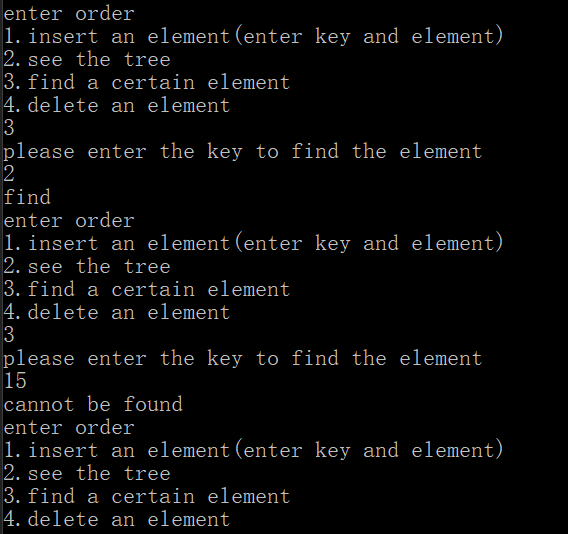 enter order
1.insert an element(enter key and element)
2.see the tree
3.find a certain element
4.delete an element
3
please enter the key to find the element
2
find
enter order
1.insert an element(enter key and element)
2.see the tree
3.find a certain element
4.delete an element
3
please enter the key to find the element
15
cannot be found
enter order
1.insert an element(enter key and element)
2.see the tree
3.find a certain element
4.delete an element